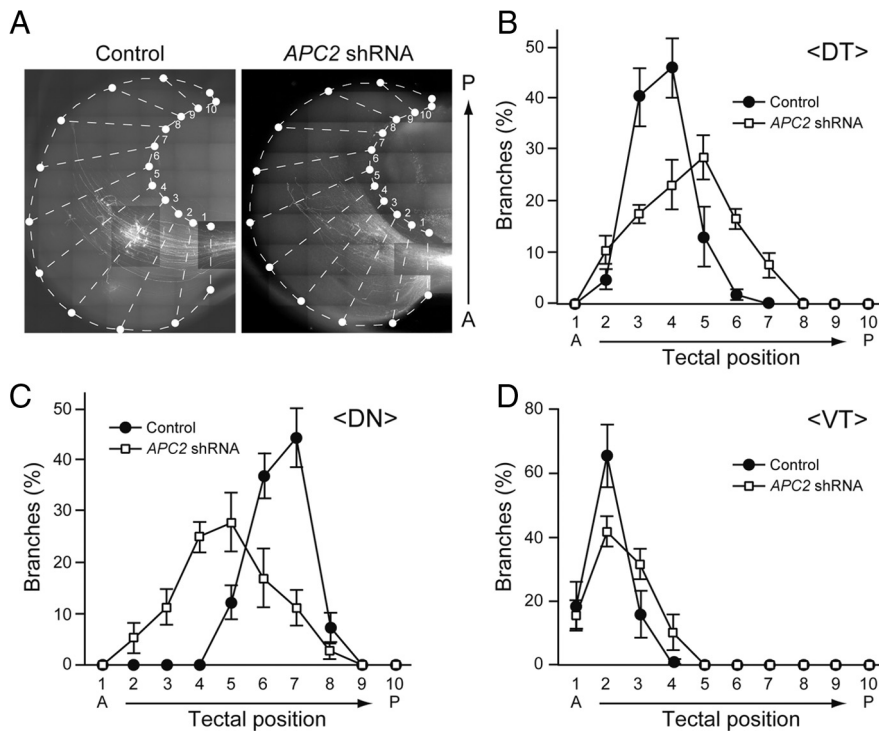 A
Control
APC2 shRNA
10
9
8
7
6
5
4
3
2
1
10
9
8
7
6
5
4
3
2
1
P
A
B
<DT>
Control
APC2 shRNA
Branches (%)
50
40
30
20
10
0
1 2 3 4 5 6 7 8 9 10
A P
Tectal position
C
<DN>
Control
APC2 shRNA
Branches (%)
50
40
30
20
10
0
1 2 3 4 5 6 7 8 9 10
A P
Tectal position
D
<VT>
Control
APC2 shRNA
Branches (%)
80
60
40
20
0
1 2 3 4 5 6 7 8 9 10
A P
Tectal position